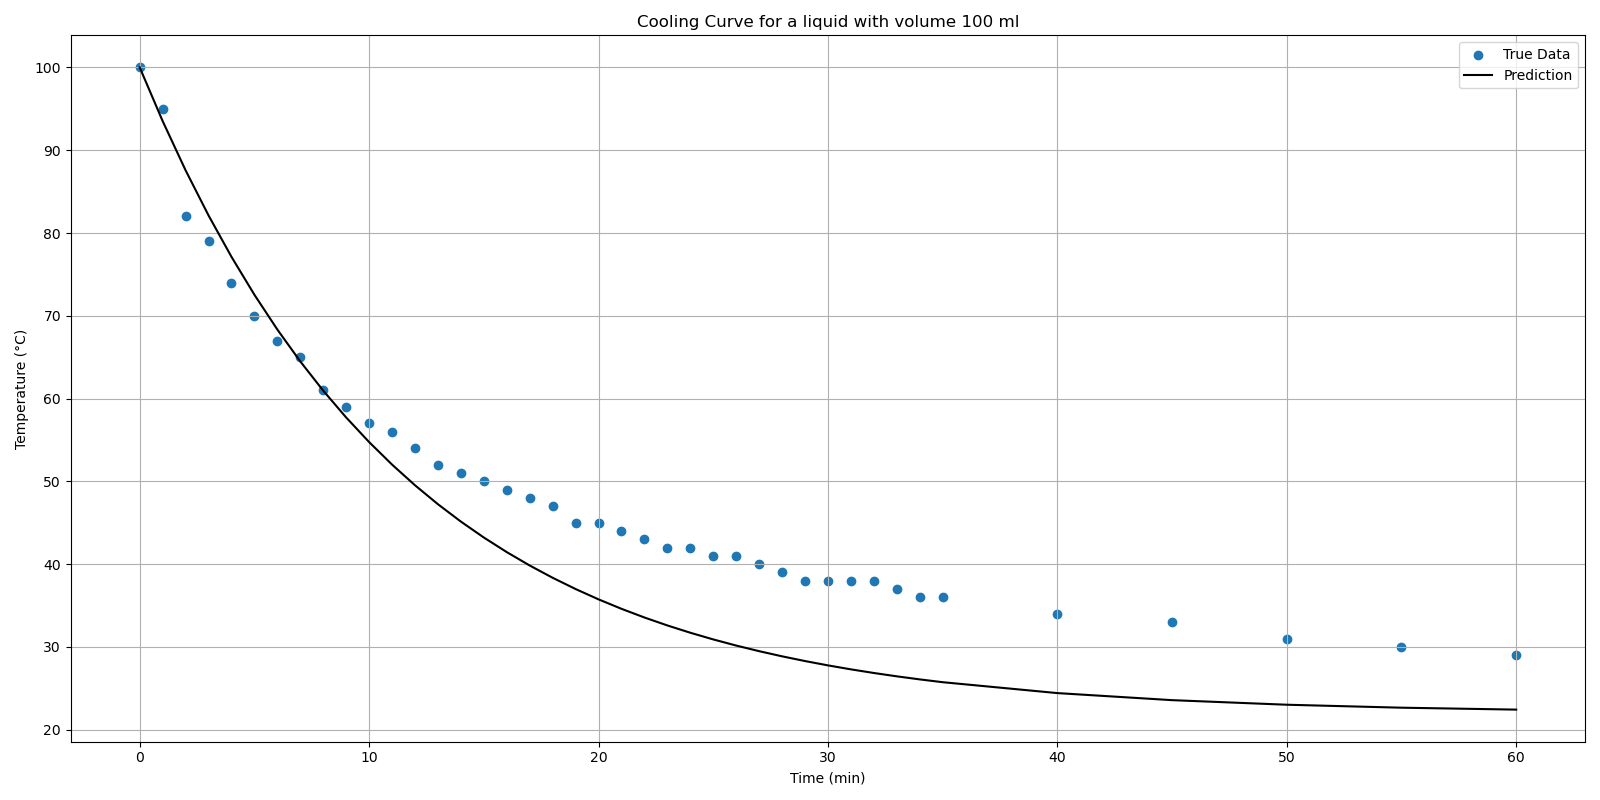 Cooling Curve for a liquid with volume 100 ml
True Data
Prediction
100
90
80
70
60
50
40
30
20
Temperature (°C)
0 10 20 30 40 50 60
Time (min)